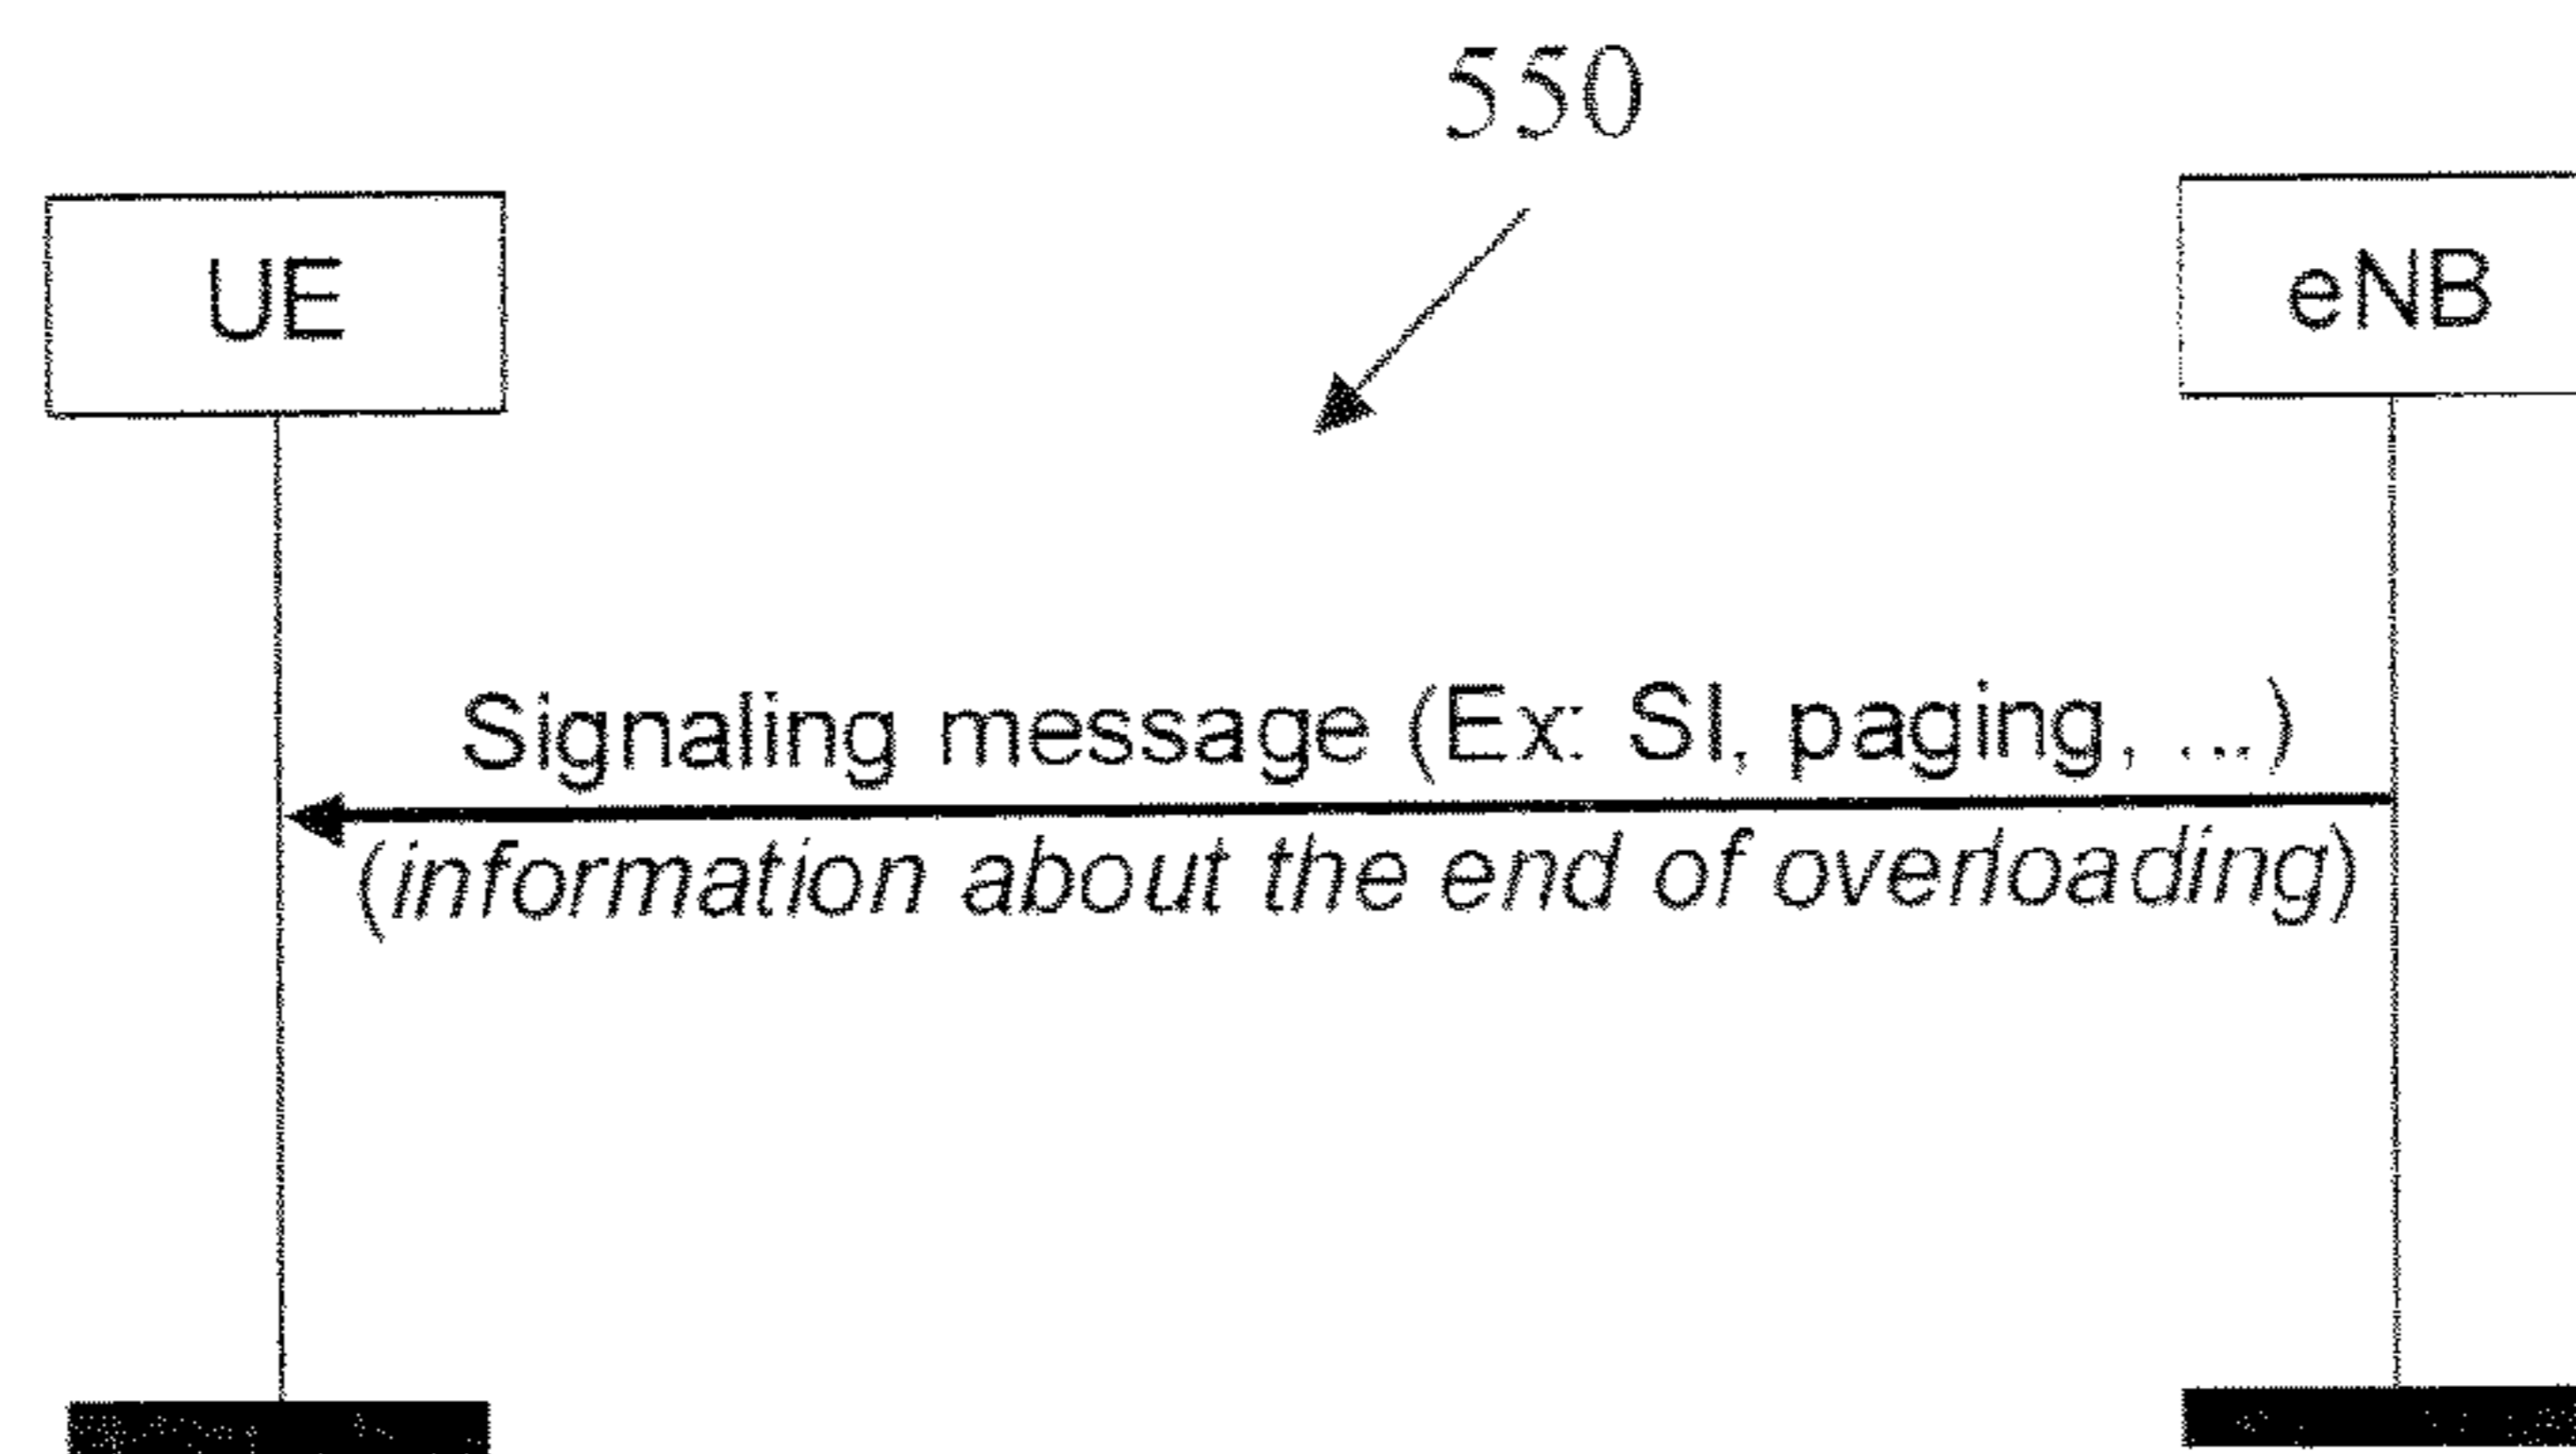 550
UE
eNB
Signaling message (Ex: SI, paging, ...)
(information about the end of overloading)